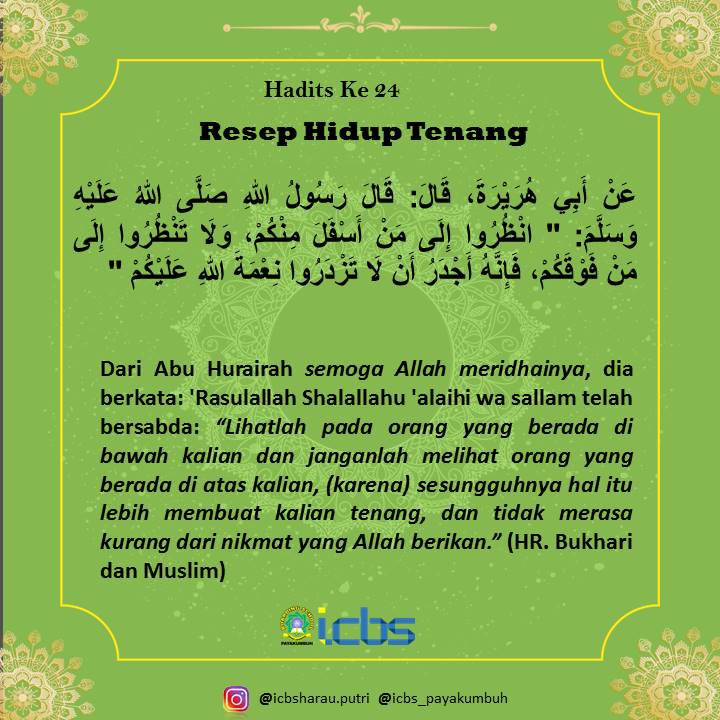 Hadits Ke 24
Resep Hidup Tenang
عَنْ أَبِي هُرَيْرَةَ، قَالَ: قَالَ رَسُولُ اللهِ صَلَّى اللهُ عَلَيْهِ
وَسَلَّمَ: " انْظُرُوا إِلَى مَنْ أَسْفَلَ مِنْكُمْ، وَلَا تَنْظُرُوا إِلَى
مَنْ فَوْقَكُمْ، فَإِنَّهُ أَجْدَرُ أَنْ لَا تَزْدَرُوا نِعْمَةَ اللهِ عَلَيْكُمْ "
Dari Abu Hurairah semoga Allah meridhainya, dia
berkata: 'Rasulallah Shalallahu 'alaihi wa sallam telah
bersabda: “Lihatlah pada orang yang berada di
bawah kalian dan janganlah melihat orang yang
berada di atas kalian, (karena) sesungguhnya hal itu
lebih membuat kalian tenang, dan tidak merasa
kurang dari nikmat yang Allah berikan.” (HR. Bukhari
dan Muslim)
PAYAKUMBUH
icbs
@icbsharau.putri @icbs_payakumbuh